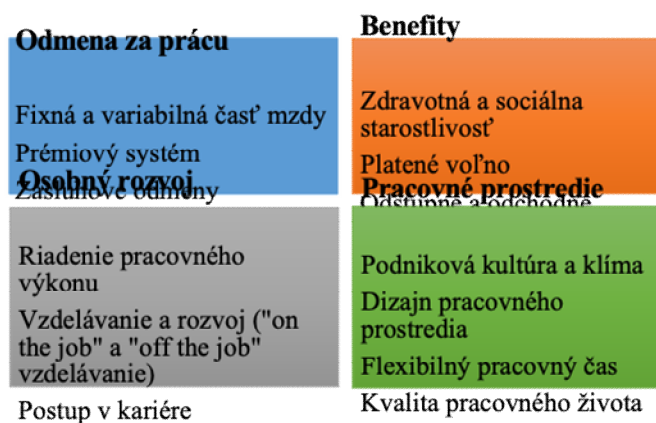 Odmena za prácu
Fixná a variabilná časť mzdy
Prémiový systém
Zásluhové odmeny
Benefity
Zdravotná a sociálna
starostlivosť
Platené voľno
Odstupné a odchodné
Osobný rozvoj
Riadenie pracovného
výkonu
Vzdelávanie a rozvoj ("on
the job" a "off the job"
vzdelávanie)
Postup v kariére
Pracovné prostredie
Podniková kultúra a klíma
Dizajn pracovného
prostredia
Flexibilný pracovný čas
Kvalita pracovného života